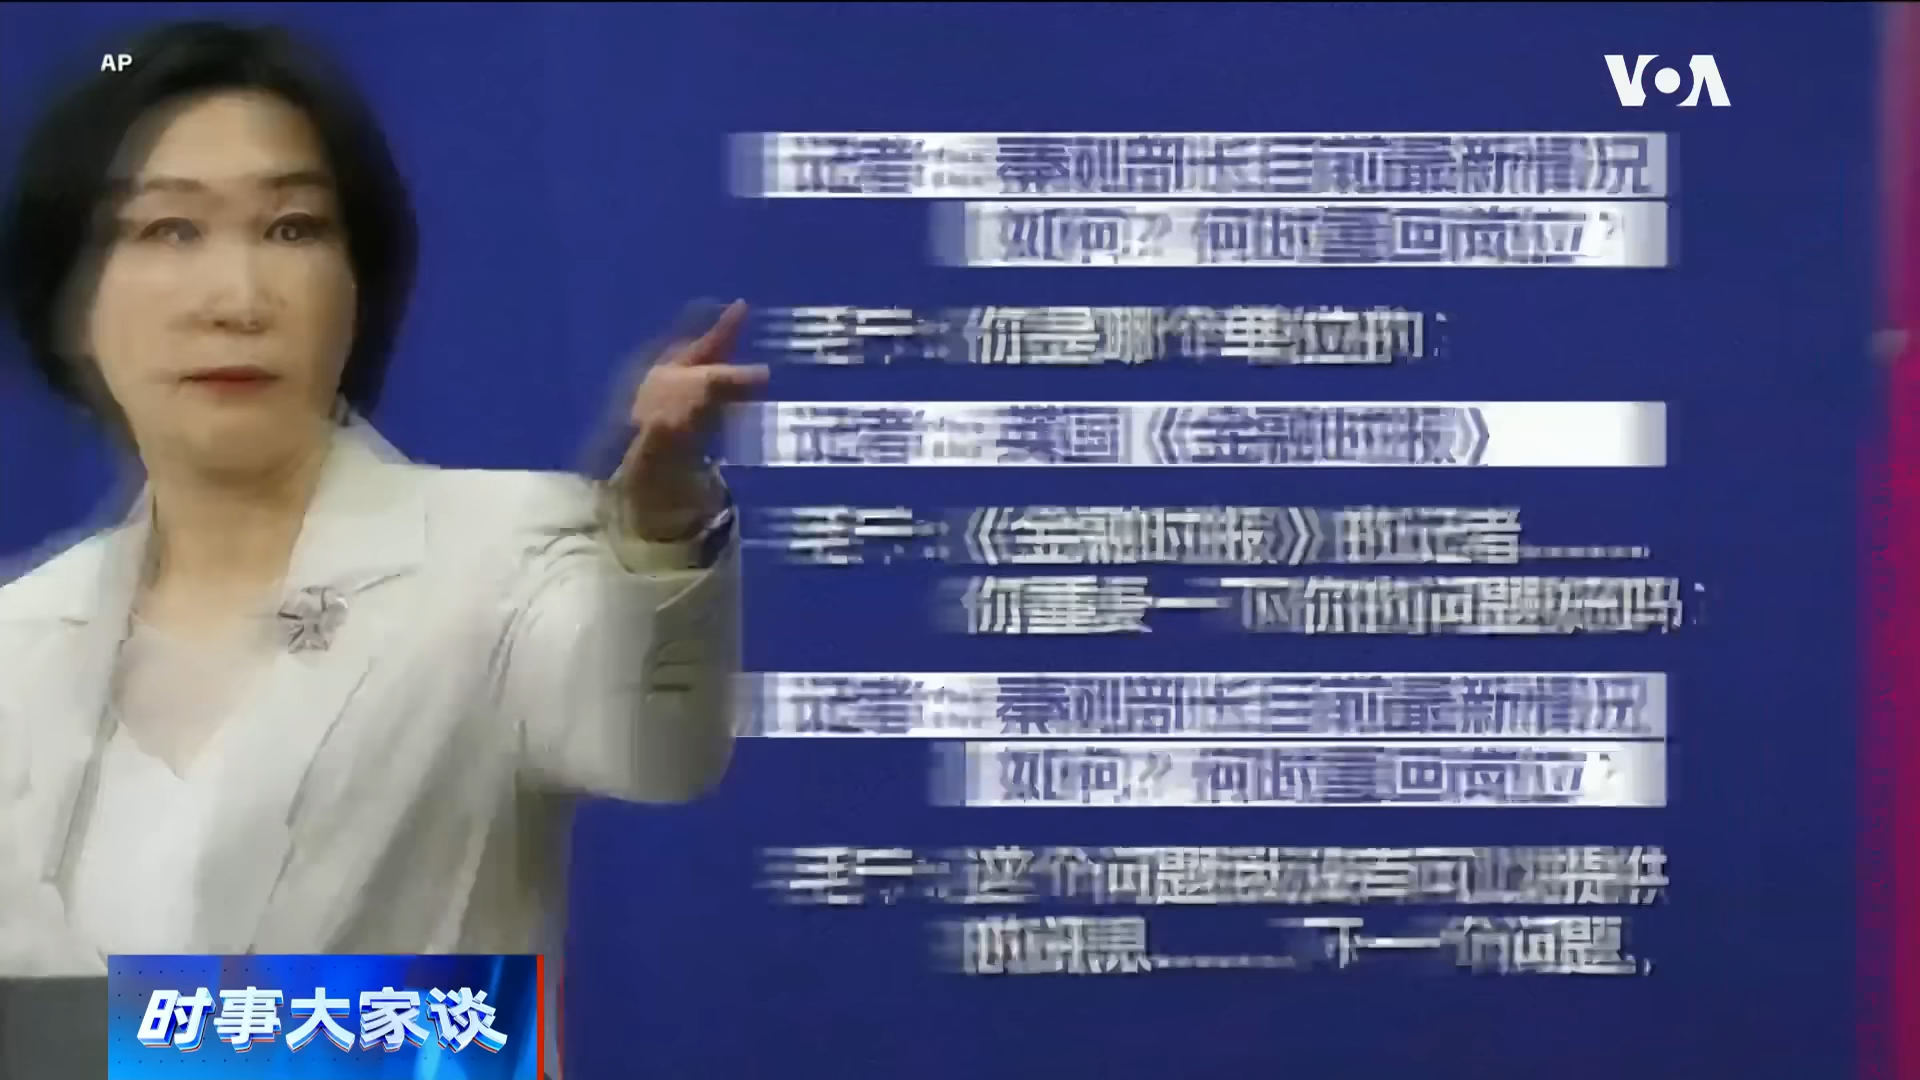 AP
VOA
记者: 秦刚部长目前最新情况
如何? 何时重回岗位?
毛宁: 你是哪个单位的?
记者: 英国《金融时报》
毛宁: 《金融时报》的记者……
你重复一下你的问题好吗?
记者: 秦刚部长目前最新情况
如何? 何时重回岗位?
毛宁: 这个问题我没有可以提供
的消息…… 下一个问题.
时事大家谈